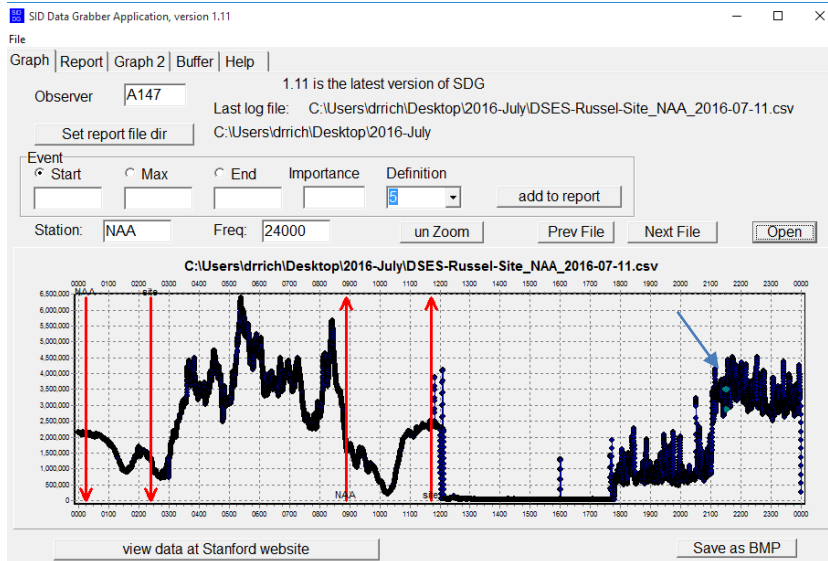 SID Data Grabber Application, version 1.11
File
Graph Report Graph 2 Buffer Help
1.11 is the latest version of SDG
Observer A147
Last log file: C:\Users\drrich\Desktop\2016-July\DSES-Russel-Site_NAA_2016-07-11.csv
Set report file dir C:\Users\drrich\Desktop\2016-July
Event
Start Max End Importance Definition
5 add to report
Station: NAA Freq: 24000 un Zoom Prev File Next File Open
C:\Users\drrich\Desktop\2016-July\DSES-Russel-Site_NAA_2016-07-11.csv
0000 0100 0200 0300 0400 0500 0600 0700 0800 0900 1000 1100 1200 1300 1400 1500 1600 1700 1800 1900 2000 2100 2200 2300 0000
NAA site
6,500,000
6,000,000
5,500,000
5,000,000
4,500,000
4,000,000
3,500,000
3,000,000
2,500,000
2,000,000
1,500,000
1,000,000
500,000
NAA site
0
0000 0100 0200 0300 0400 0500 0600 0700 0800 0900 1000 1100 1200 1300 1400 1500 1600 1700 1800 1900 2000 2100 2200 2300 0000
view data at Stanford website Save as BMP